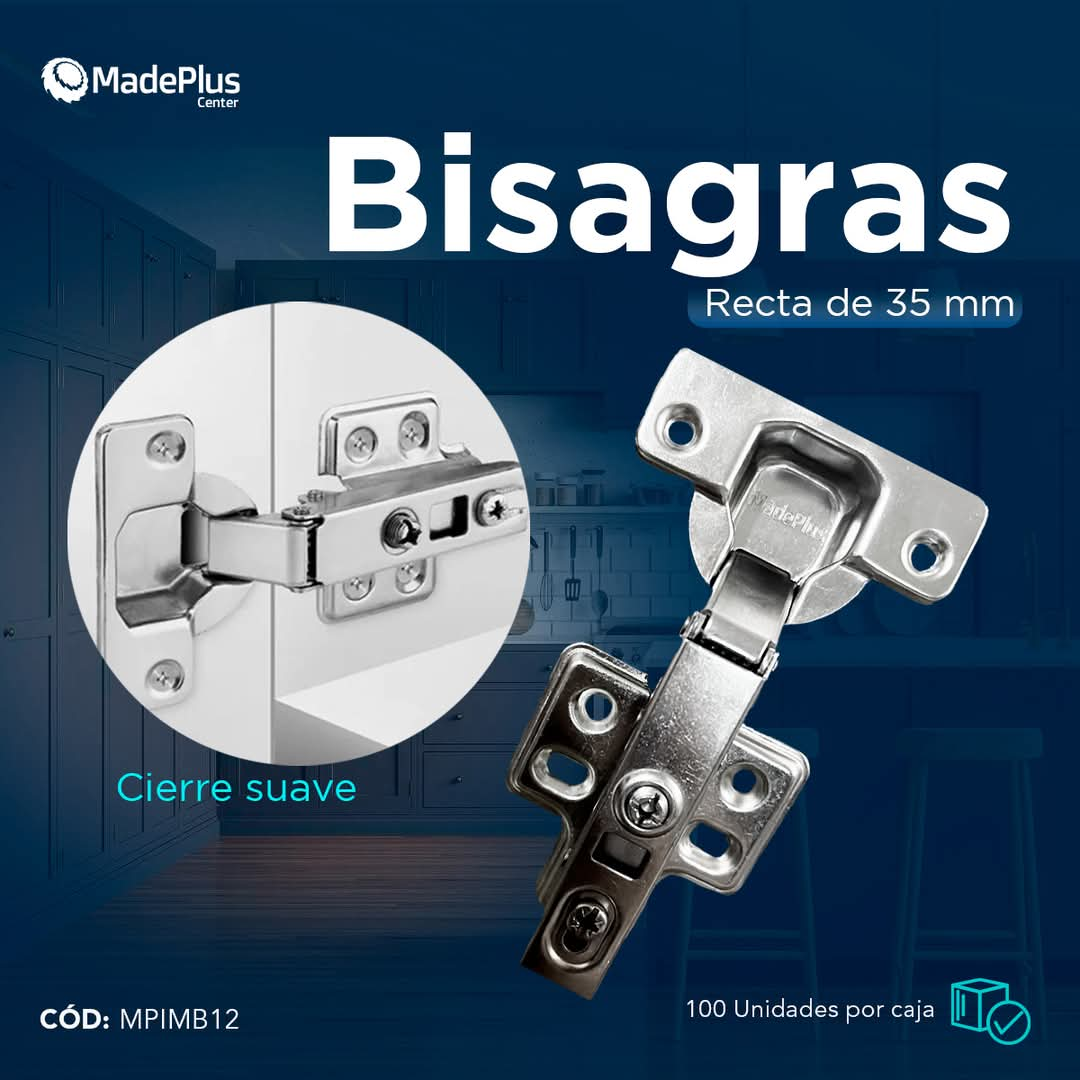 MadePlus
Center
Bisagras
Recta de 35 mm
MadePlus
Cierre suave
CÓD: MPIMB12
100 Unidades por caja